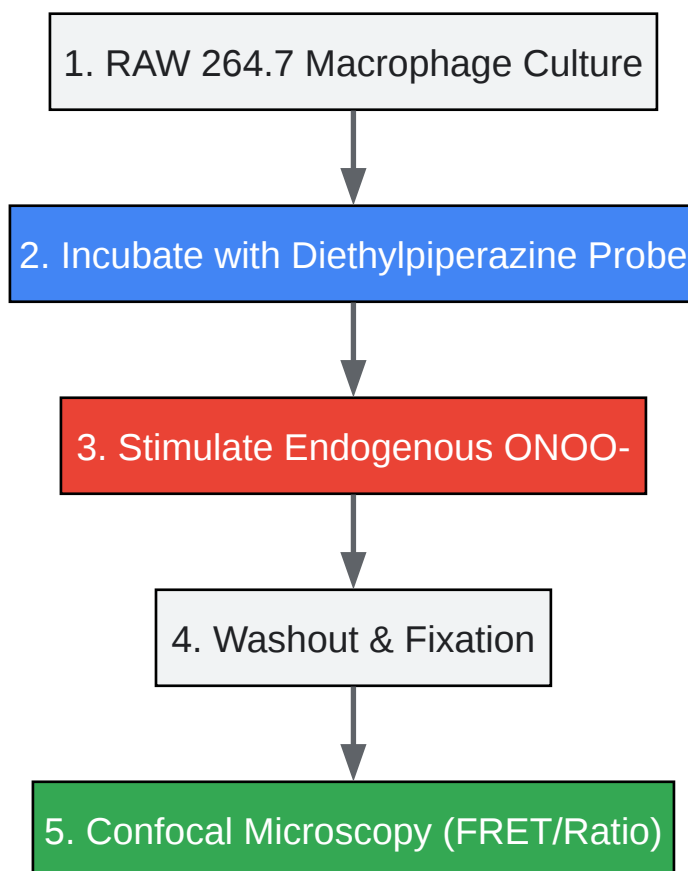 1. RAW 264.7 Macrophage Culture
2. Incubate with Diethylpiperazine Probe
3. Stimulate Endogenous ONOO-
4. Washout & Fixation
5. Confocal Microscopy (FRET/Ratio)